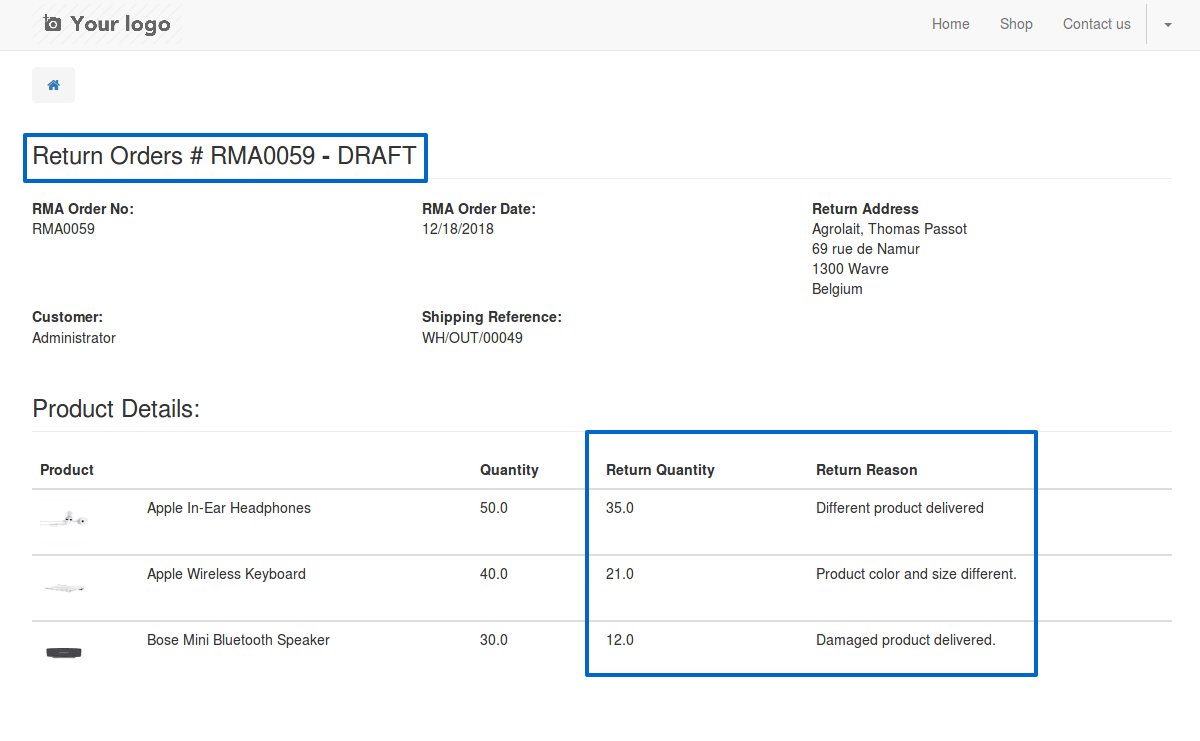 Your logo
Home Shop Contact us
Return Orders # RMA0059 - DRAFT
RMA Order No: RMA Order Date: Return Address
RMA0059 12/18/2018 Agrolait, Thomas Passot
69 rue de Namur
1300 Wavre
Belgium
Customer: Shipping Reference:
Administrator WH/OUT/00049
Product Details:
Product Quantity Return Quantity Return Reason
Apple In-Ear Headphones 50.0 35.0 Different product delivered
Apple Wireless Keyboard 40.0 21.0 Product color and size different.
Bose Mini Bluetooth Speaker 30.0 12.0 Damaged product delivered.